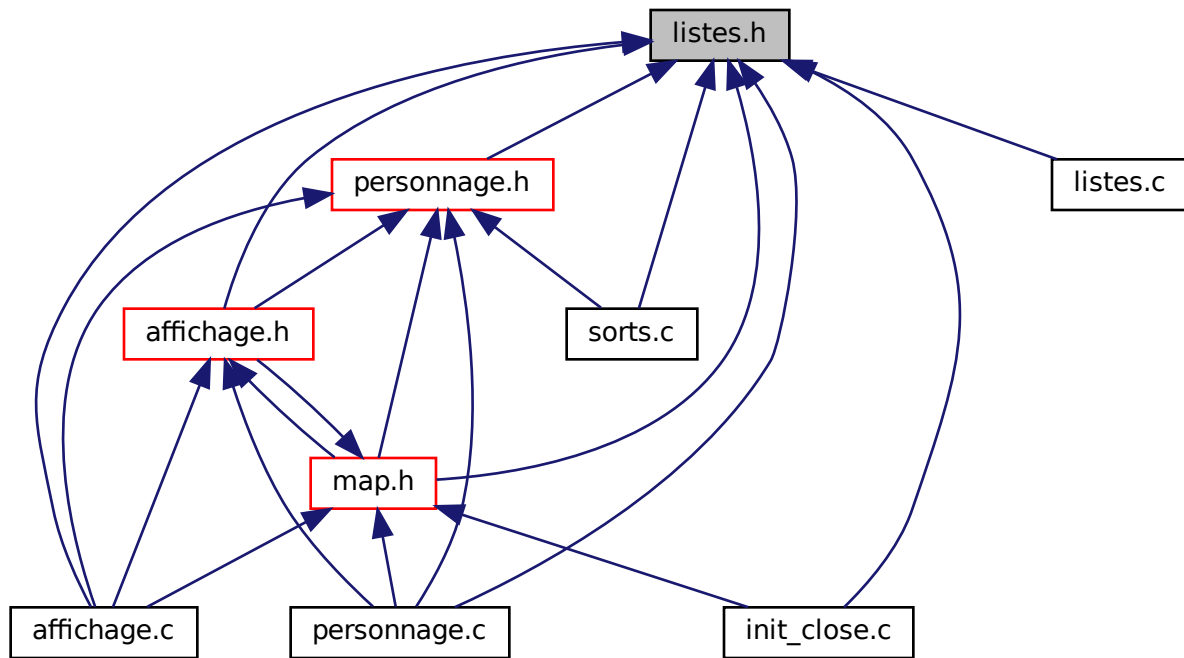 listes.h
personnage.h
listes.c
affichage.h
sorts.c
map.h
affichage.c
personnage.c
init_close.c